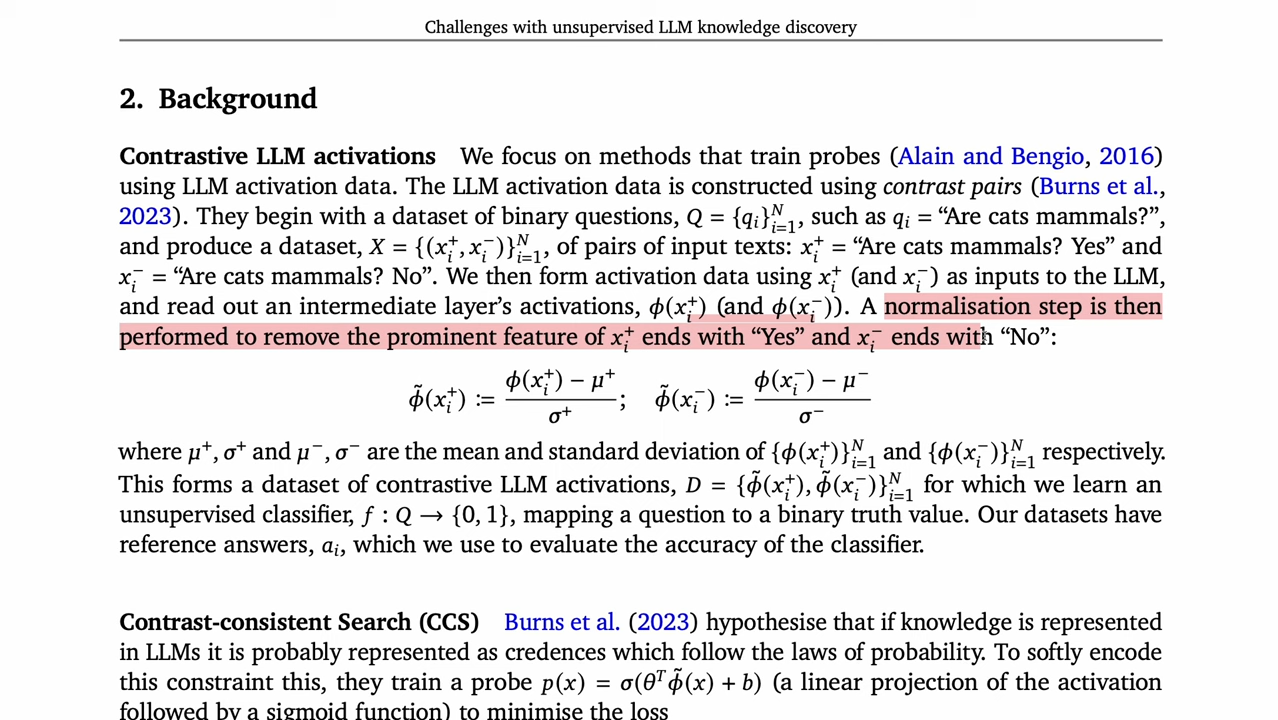 Challenges with unsupervised LLM knowledge discovery
2. Background
Contrastive LLM activations We focus on methods that train probes (Alain and Bengio, 2016)
using LLM activation data. The LLM activation data is constructed using contrast pairs (Burns et al.,
2023). They begin with a dataset of binary questions, Q = {q_i}_{i=1}^N, such as q_i = “Are cats mammals?”,
and produce a dataset, X = {(x_i^+, x_i^−)}_{i=1}^N, of pairs of input texts: x_i^+ = “Are cats mammals? Yes” and
x_i^− = “Are cats mammals? No”. We then form activation data using x_i^+ (and x_i^−) as inputs to the LLM,
and read out an intermediate layer’s activations, ϕ(x_i^+) (and ϕ(x_i^−)). A normalisation step is then
performed to remove the prominent feature of x_i^+ ends with “Yes” and x_i^− ends with “No”:
ϕ̃(x_i^+) := (ϕ(x_i^+) − μ^+) / σ^+; ϕ̃(x_i^−) := (ϕ(x_i^−) − μ^−) / σ^−
where μ^+, σ^+ and μ^−, σ^− are the mean and standard deviation of {ϕ(x_i^+)}_{i=1}^N and {ϕ(x_i^−)}_{i=1}^N respectively.
This forms a dataset of contrastive LLM activations, D = {ϕ̃(x_i^+), ϕ̃(x_i^−)}_{i=1}^N for which we learn an
unsupervised classifier, f : Q → {0, 1}, mapping a question to a binary truth value. Our datasets have
reference answers, a_i, which we use to evaluate the accuracy of the classifier.
Contrast-consistent Search (CCS) Burns et al. (2023) hypothesise that if knowledge is represented
in LLMs it is probably represented as credences which follow the laws of probability. To softly encode
this constraint this, they train a probe p(x) = σ(θ^T ϕ̃(x) + b) (a linear projection of the activation
followed by a sigmoid function) to minimise the loss